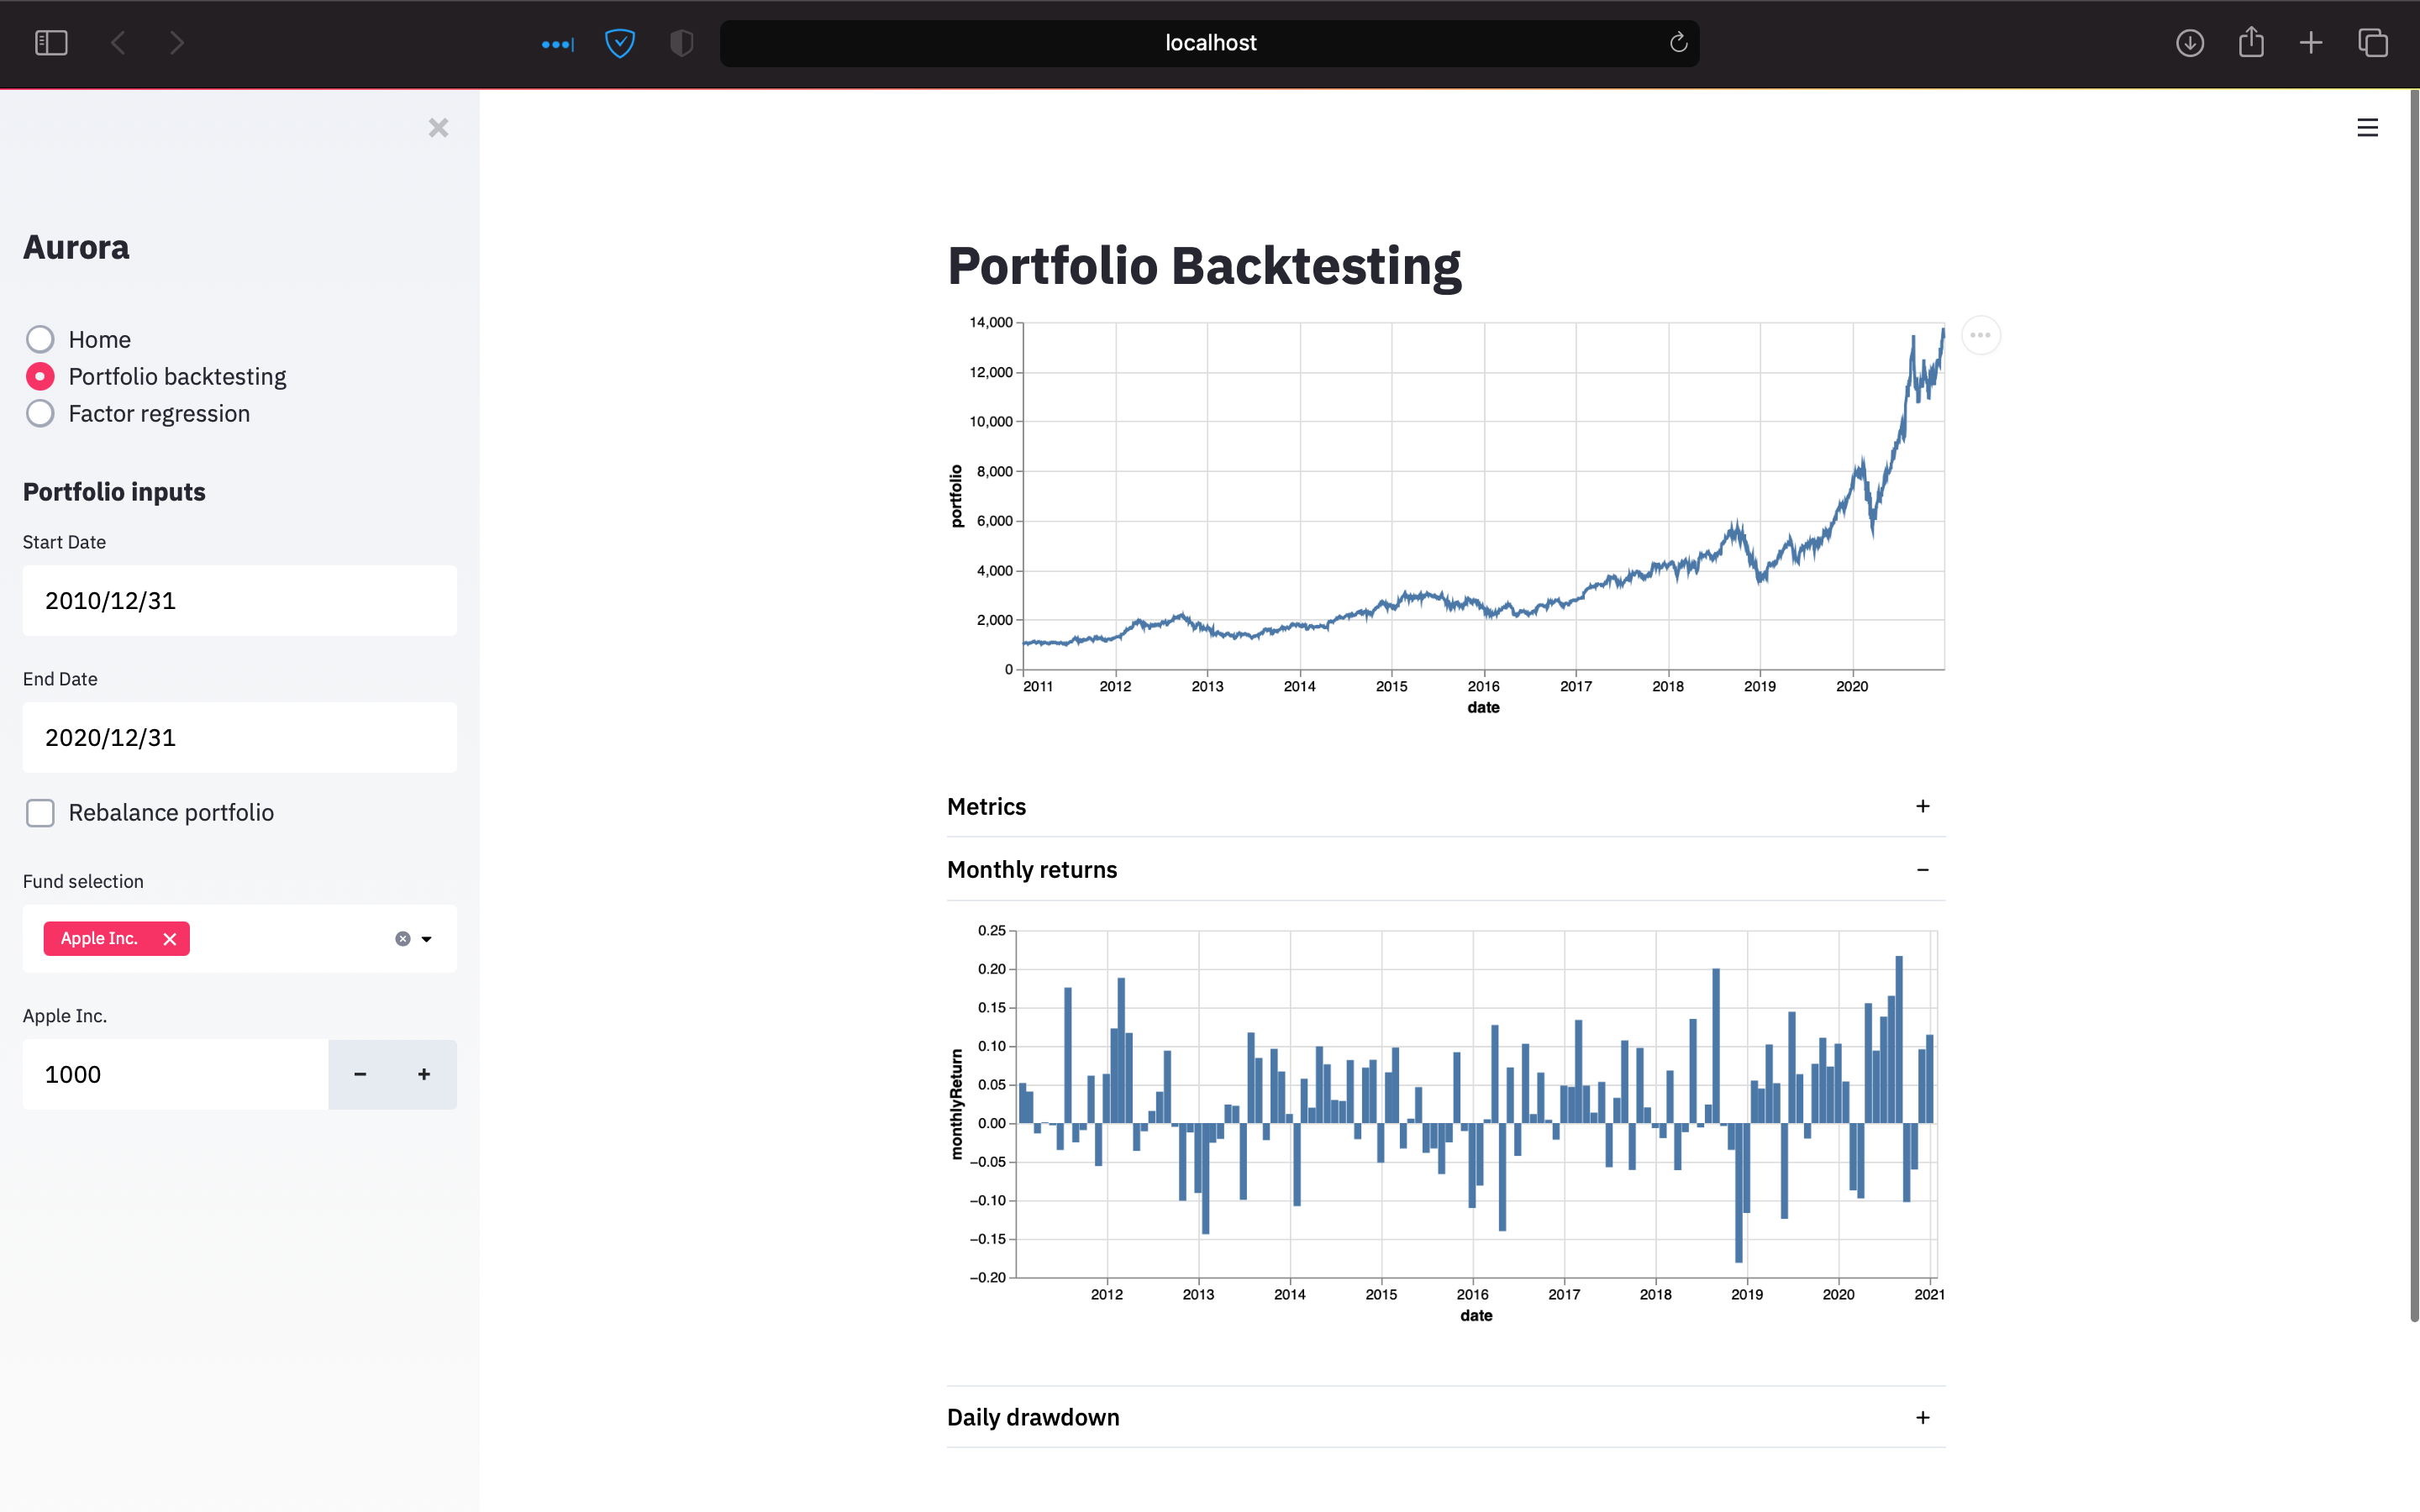 localhost
Aurora
Home
Portfolio backtesting
Factor regression
Portfolio inputs
Start Date
2010/12/31
End Date
2020/12/31
Rebalance portfolio
Fund selection
Apple Inc.
Apple Inc.
1000
− +
Portfolio Backtesting
14,000
12,000
10,000
8,000
6,000
4,000
2,000
0
portfolio
2011 2012 2013 2014 2015 2016 2017 2018 2019 2020
date
Metrics +
Monthly returns −
0.25
0.20
0.15
0.10
0.05
0.00
−0.05
−0.10
−0.15
−0.20
monthlyReturn
2012 2013 2014 2015 2016 2017 2018 2019 2020 2021
date
Daily drawdown +